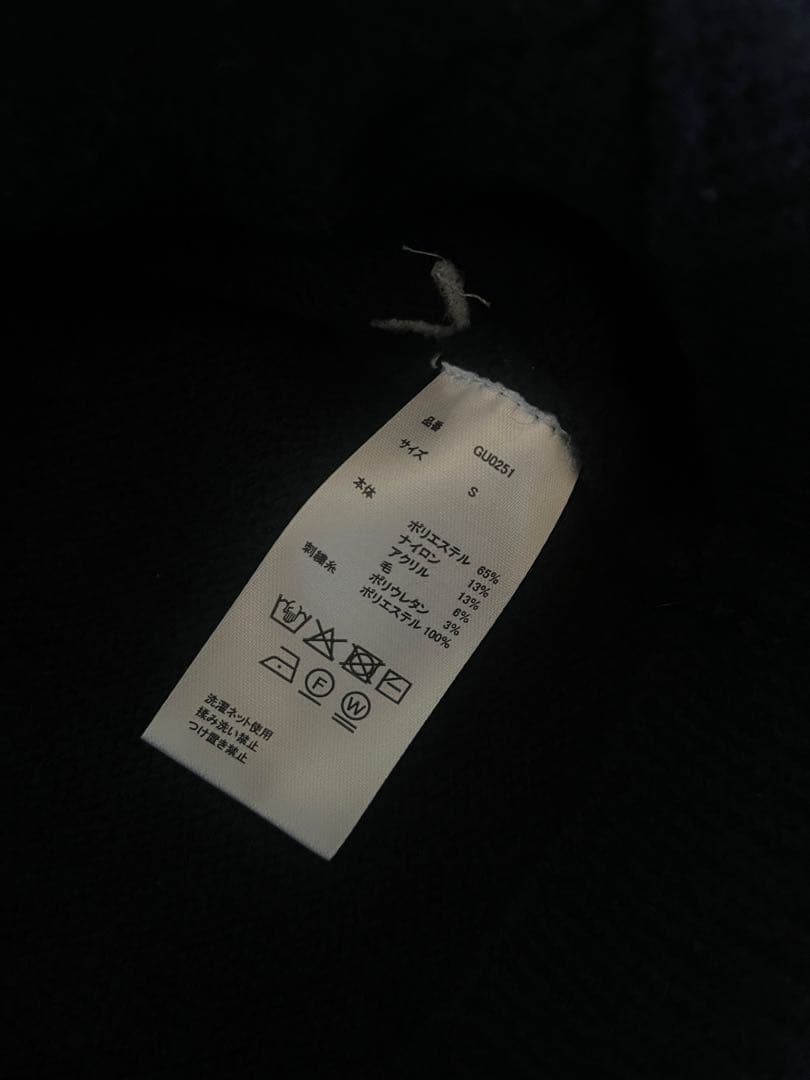 品番 GU0251
サイズ S
本体 ポリエステル 65%
ナイロン 13%
アクリル 13%
毛 6%
ポリウレタン 3%
刺繍糸 ポリエステル 100%
F W
洗濯ネット使用
揉み洗い禁止
つけ置き禁止